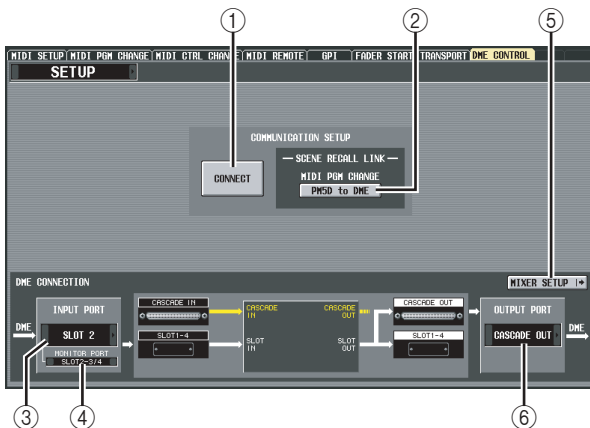 ① ② ⑤
MIDI SETUP MIDI PGM CHANGE MIDI CTRL CHANGE MIDI REMOTE GPI FADER START TRANSPORT DME CONTROL
SETUP
COMMUNICATION SETUP
CONNECT
SCENE RECALL LINK
MIDI PGM CHANGE
PM5D to DME
DME CONNECTION
MIXER SETUP
INPUT PORT
CASCADE IN
CASCADE IN
CASCADE OUT
CASCADE OUT
OUTPUT PORT
DME
SLOT 2
SLOT1-4
SLOT IN
SLOT OUT
SLOT1-4
CASCADE OUT
DME
MONITOR PORT
SLOT2-3/4
③ ④ ⑥